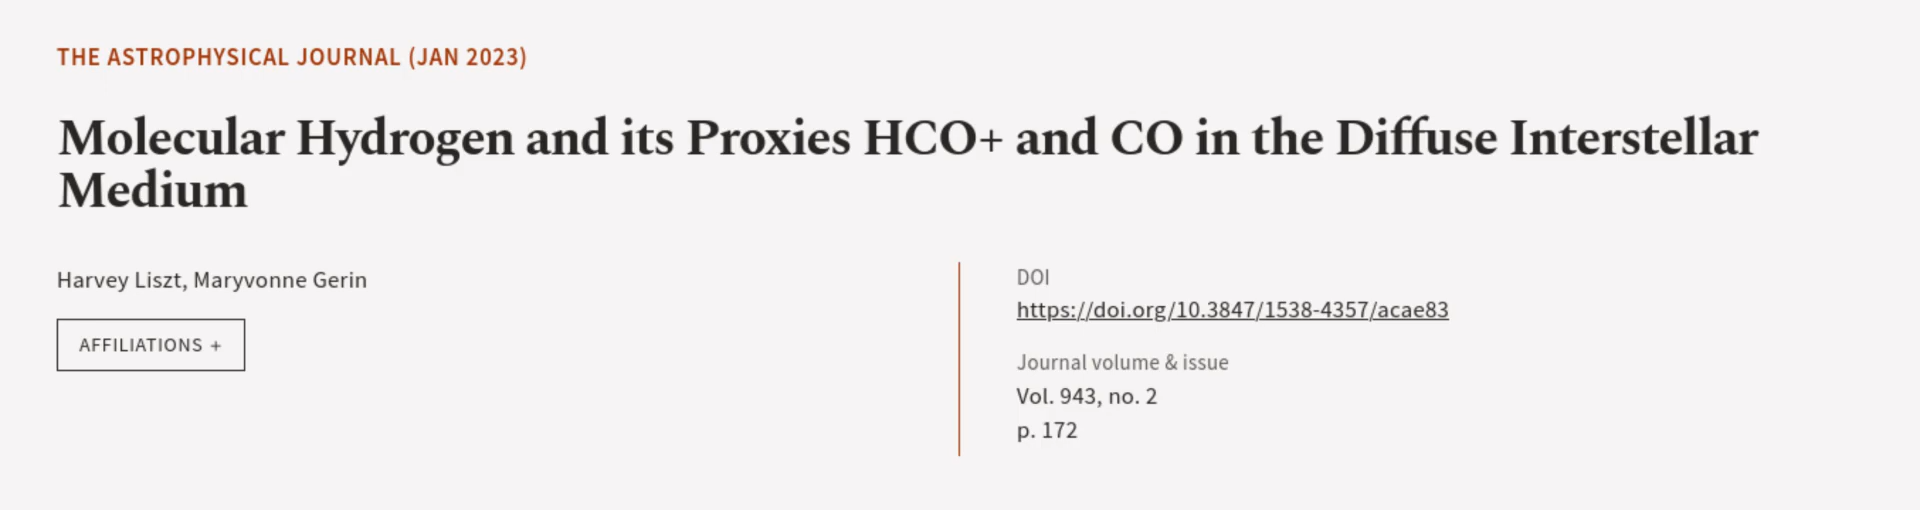 THE ASTROPHYSICAL JOURNAL (JAN 2023)
Molecular Hydrogen and its Proxies HCO+ and CO in the Diffuse Interstellar
Medium
Harvey Liszt, Maryvonne Gerin
AFFILIATIONS +
DOI
https://doi.org/10.3847/1538-4357/acae83
Journal volume & issue
Vol. 943, no. 2
p. 172